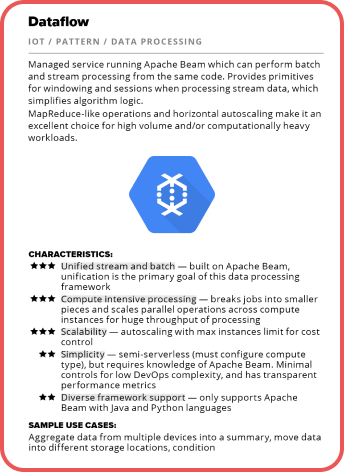 Dataflow
IOT / PATTERN / DATA PROCESSING
Managed service running Apache Beam which can perform batch
and stream processing from the same code. Provides primitives
for windowing and sessions when processing stream data, which
simplifies algorithm logic.
MapReduce-like operations and horizontal autoscaling make it an
excellent choice for high volume and/or computationally heavy
workloads.
CHARACTERISTICS:
★★★ Unified stream and batch — built on Apache Beam,
unification is the primary goal of this data processing
framework
★★★ Compute intensive processing — breaks jobs into smaller
pieces and scales parallel operations across compute
instances for huge throughput of processing
★★★ Scalability — autoscaling with max instances limit for cost
control
★★ Simplicity — semi-serverless (must configure compute
type), but requires knowledge of Apache Beam. Minimal
controls for low DevOps complexity, and has transparent
performance metrics
★★ Diverse framework support — only supports Apache
Beam with Java and Python languages
SAMPLE USE CASES:
Aggregate data from multiple devices into a summary, move data
into different storage locations, condition